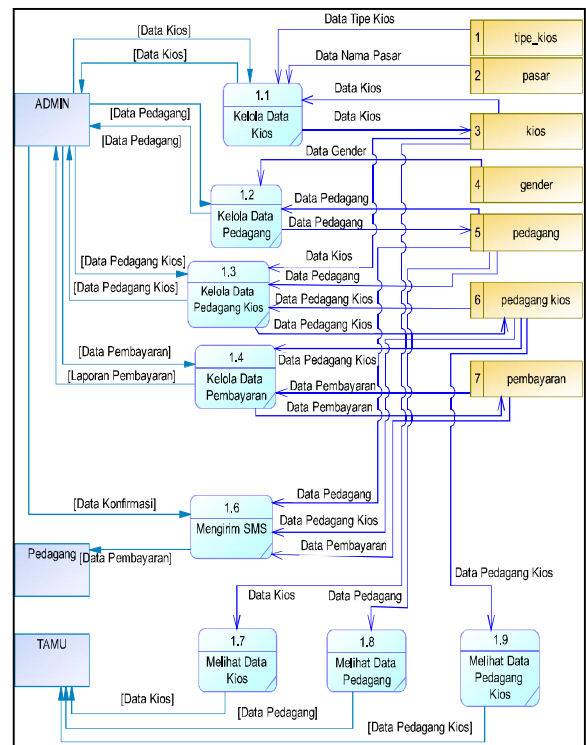 Data Tipe Kios
1 tipe_kios
[Data Kios]
[Data Kios]
Data Nama Pasar
2 pasar
Data Kios
1.1
Kelola Data
Kios
ADMIN
[Data Pedagang]
Data Kios
3 kios
[Data Pedagang]
Data Gender
4 gender
1.2
Kelola Data
Pedagang
Data Pedagang
Data Pedagang
5 pedagang
[Data Pedagang Kios]
Data Kios
1.3
Kelola Data
Pedagang Kios
Data Pedagang
[Data Pedagang Kios]
Data Pedagang Kios
6 pedagang kios
Data Pedagang Kios
[Data Pembayaran]
1.4
Kelola Data
Pembayaran
Data Pedagang Kios
[Laporan Pembayaran]
Data Pembayaran
7 pembayaran
Data Pembayaran
[Data Konfirmasi]
1.6
Mengirim SMS
Data Pedagang
Data Pedagang Kios
Pedagang
[Data Pembayaran]
Data Pembayaran
Data Pedagang Kios
Data Kios
Data Pedagang
TAMU
1.7
Melihat Data
Kios
1.8
Melihat Data
Pedagang
1.9
Melihat Data
Pedagang
Kios
[Data Kios]
[Data Pedagang]
[Data Pedagang Kios]